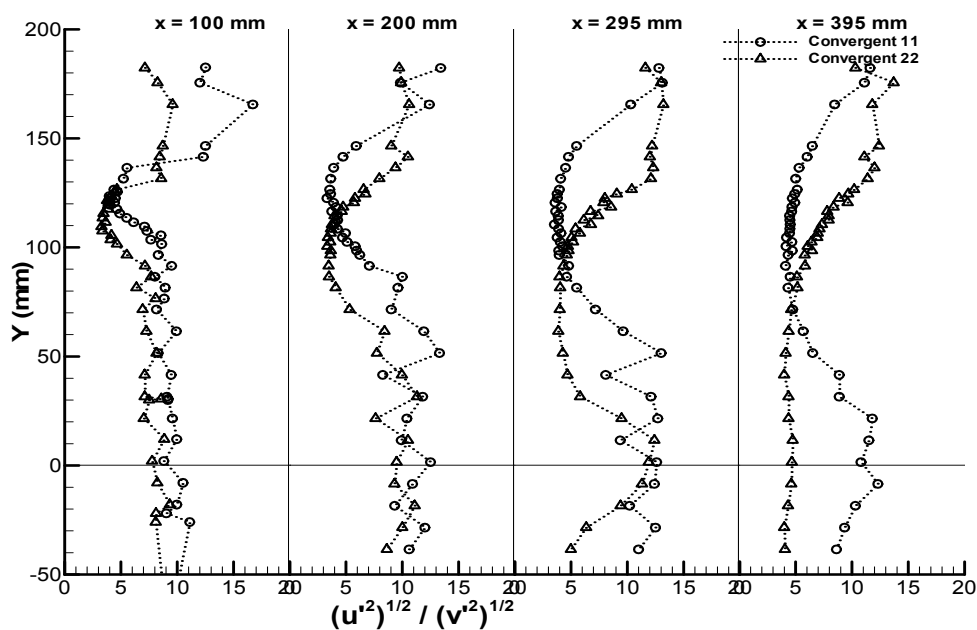 x = 100 mm x = 200 mm x = 295 mm x = 395 mm
200
Convergent 11
Convergent 22
150
100
50
0
-50
Y (mm)
0 5 10 15 20 0 5 10 15 20 0 5 10 15 20 0 5 10 15 20
(u'²)¹/² / (v'²)¹/²